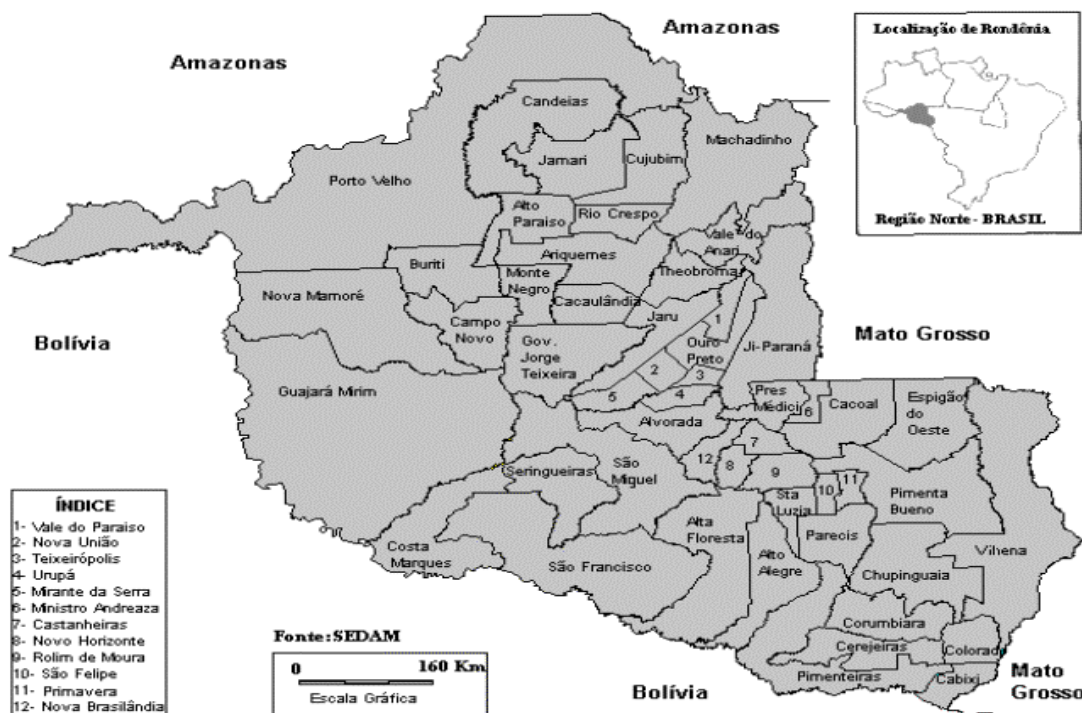 Amazonas
Amazonas
Localização de Rondônia
Região Norte - BRASIL
Candeias
Jamari
Cujubim
Machadinho
Porto Velho
Alto
Paraiso
Rio Crespo
Vale do
Anari
Buriti
Ariquemes
Theobroma
Nova Mamoré
Monte
Negro
Cacaulândia
Campo
Novo
Jaru
1
Bolívia
Gov.
Jorge
Teixeira
Ouro
Preto
2
3
Ji-Paraná
Mato Grosso
Guajará Mirim
5
4
Pres
Médici
6
Cacoal
Espigão
do
Oeste
Alvorada
7
12
8
9
10
11
Seringueiras
São
Miguel
Sta
Luzia
Pimenta
Bueno
Costa
Marques
São Francisco
Alta
Floresta
Alto
Alegre
Parecis
Vilhena
Chupinguaia
Corumbiara
Cerejeiras
Colorado
Pimenteiras
Cabixi
Bolívia
Mato
Grosso
ÍNDICE
1- Vale do Paraiso
2- Nova União
3- Teixeirópolis
4- Urupá
5- Mirante da Serra
6- Ministro Andreaza
7- Castanheiras
8- Novo Horizonte
9- Rolim de Moura
10- São Felipe
11- Primavera
12- Nova Brasilândia
Fonte:SEDAM
0 160 Km
Escala Gráfica